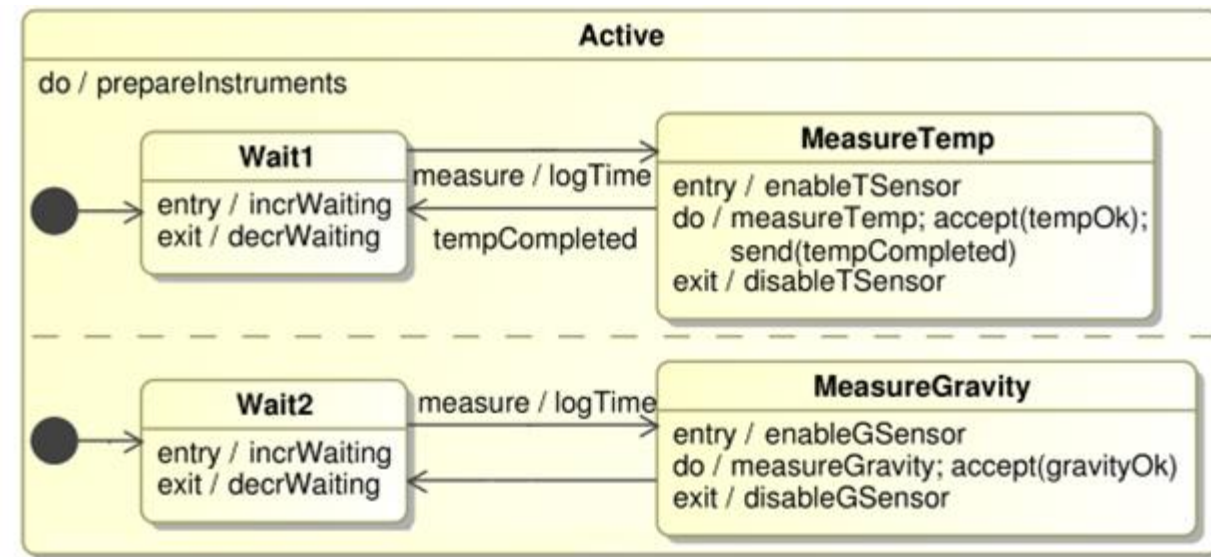 Active
do / prepareInstruments
Wait1
entry / incrWaiting
exit / decrWaiting
measure / logTime
tempCompleted
MeasureTemp
entry / enableTSensor
do / measureTemp; accept(tempOk);
send(tempCompleted)
exit / disableTSensor
Wait2
entry / incrWaiting
exit / decrWaiting
measure / logTime
MeasureGravity
entry / enableGSensor
do / measureGravity; accept(gravityOk)
exit / disableGSensor